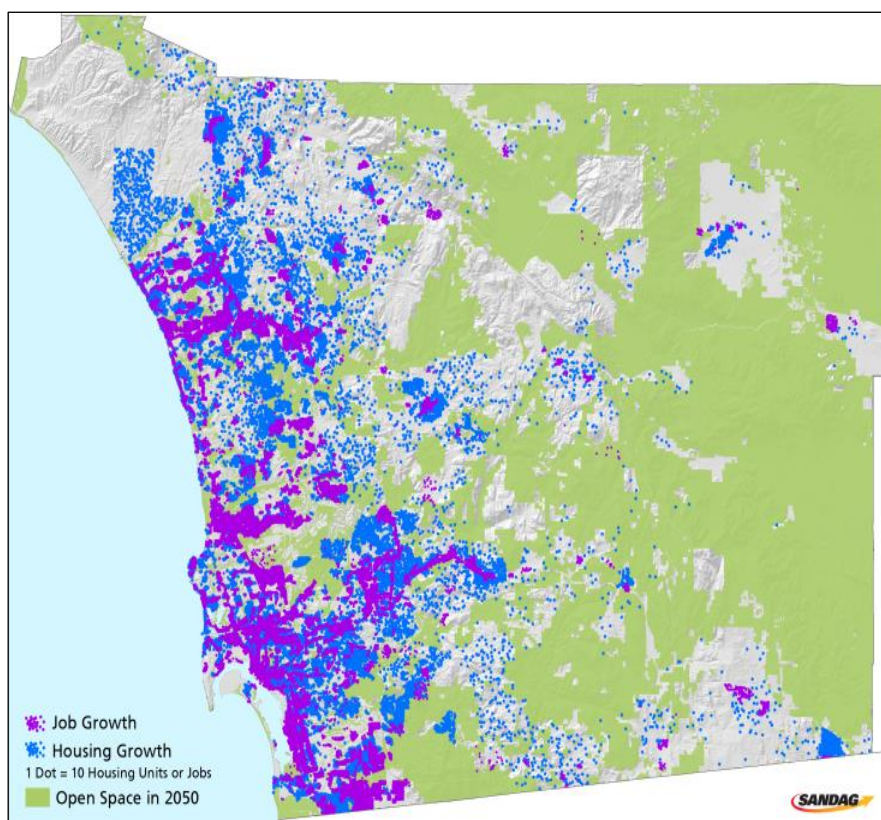 Job Growth
Housing Growth
1 Dot = 10 Housing Units or Jobs
Open Space in 2050
SANDAG